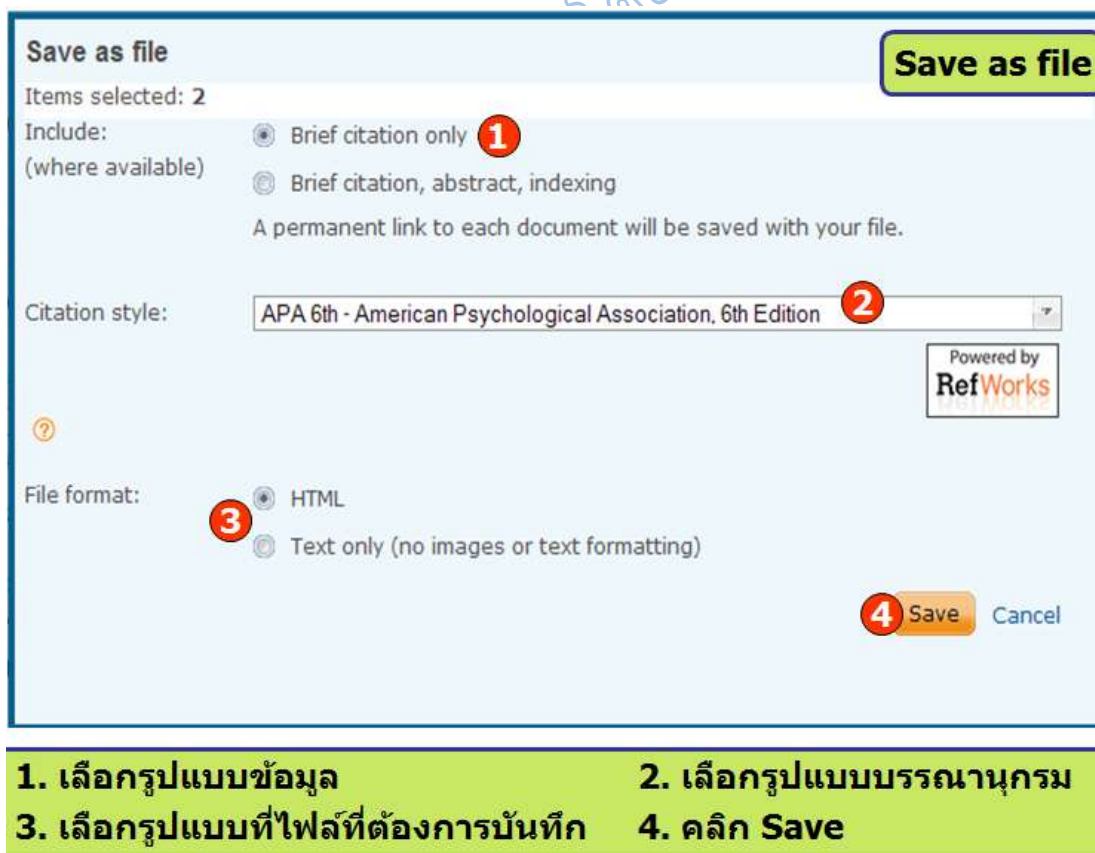 Save as file
Save as file
Items selected: 2
Include:
(where available)
Brief citation only 1
Brief citation, abstract, indexing
A permanent link to each document will be saved with your file.
Citation style:
APA 6th - American Psychological Association, 6th Edition 2
Powered by
RefWorks
?
File format:
3
HTML
Text only (no images or text formatting)
4 Save Cancel
1. เลือกรูปแบบข้อมูล 2. เลือกรูปแบบบรรณานุกรม
3. เลือกรูปแบบที่ไฟล์ที่ต้องการบันทึก 4. คลิก Save